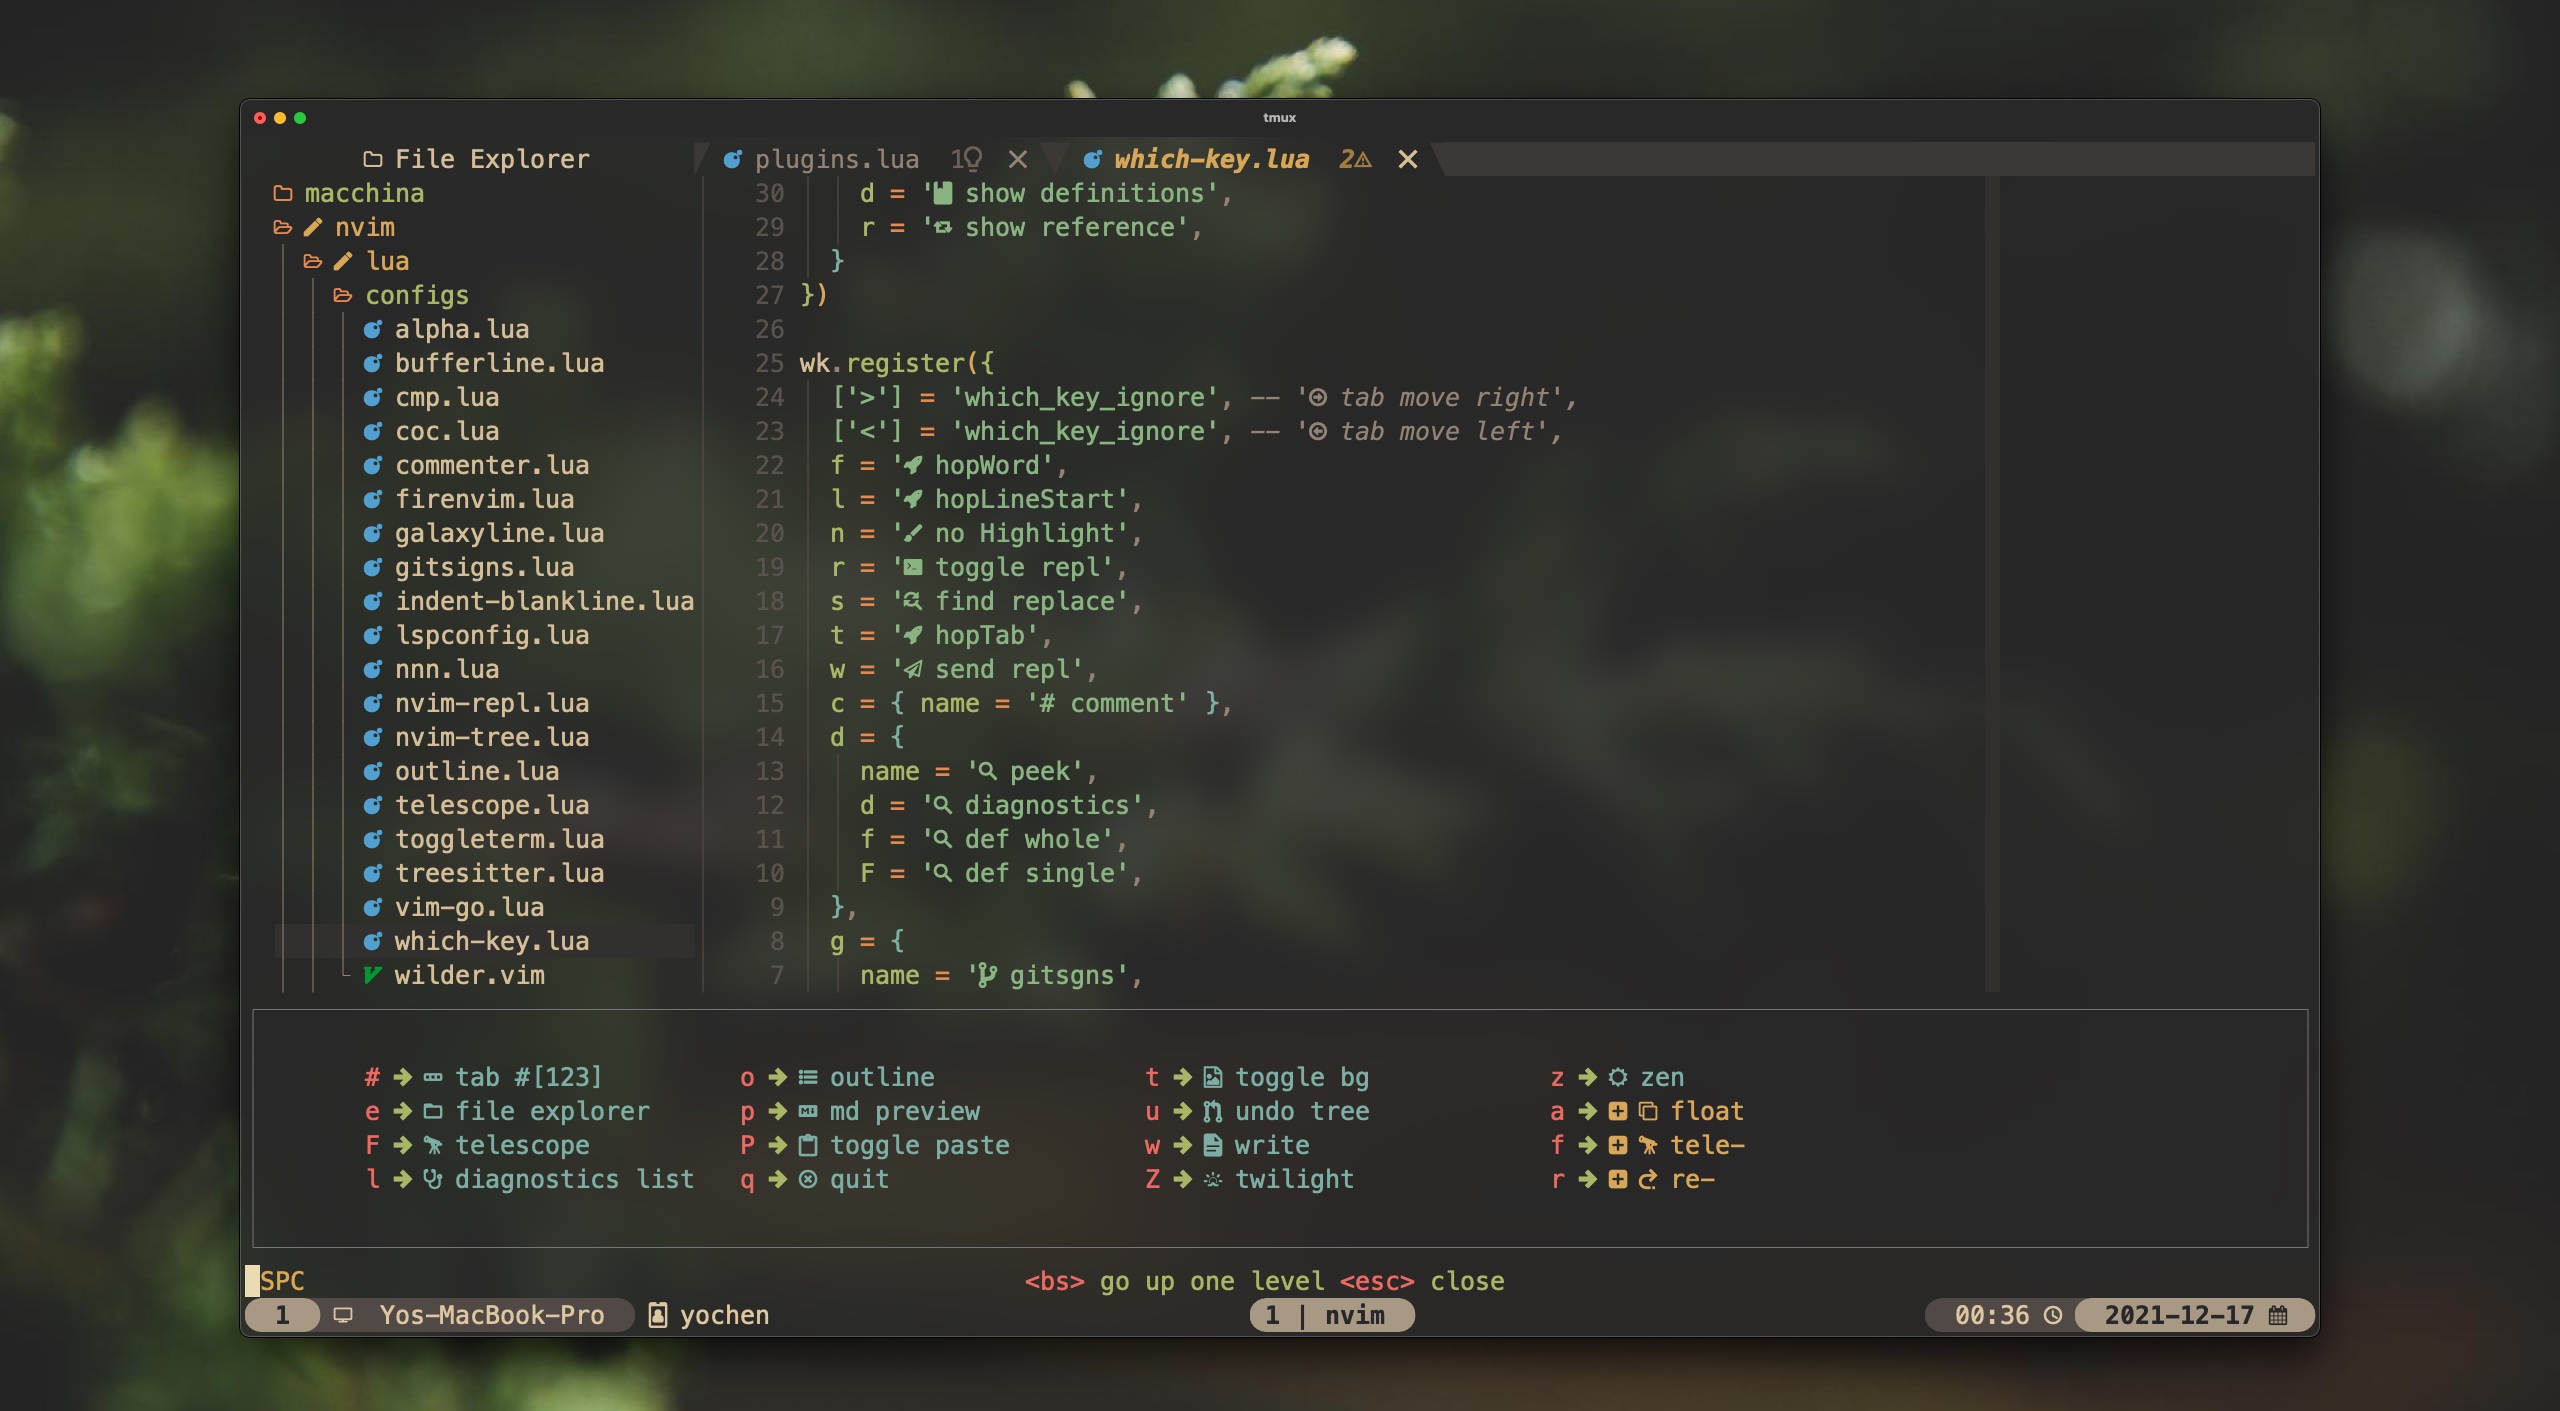 tmux
File Explorer
macchina
nvim
lua
configs
alpha.lua
bufferline.lua
cmp.lua
coc.lua
commenter.lua
firenvim.lua
galaxyline.lua
gitsigns.lua
indent-blankline.lua
lspconfig.lua
nnn.lua
nvim-repl.lua
nvim-tree.lua
outline.lua
telescope.lua
toggleterm.lua
treesitter.lua
vim-go.lua
which-key.lua
wilder.vim
plugins.lua 1 which-key.lua 2
30 d = ' show definitions',
29 r = ' show reference',
28 }
27 })
26
25 wk.register({
24 ['>'] = 'which_key_ignore', -- ' tab move right',
23 ['<'] = 'which_key_ignore', -- ' tab move left',
22 f = ' hopWord',
21 l = ' hopLineStart',
20 n = ' no Highlight',
19 r = ' toggle repl',
18 s = ' find replace',
17 t = ' hopTab',
16 w = ' send repl',
15 c = { name = '# comment' },
14 d = {
13 name = ' peek',
12 d = ' diagnostics',
11 f = ' def whole',
10 F = ' def single',
9 },
8 g = {
7 name = ' gitsgns',
# ➜ tab #[123] o ➜ outline t ➜ toggle bg z ➜ zen
e ➜ file explorer p ➜ md preview u ➜ undo tree a ➜ + float
F ➜ telescope P ➜ toggle paste w ➜ write f ➜ + tele-
l ➜ diagnostics list q ➜ quit Z ➜ twilight r ➜ + re-
SPC <bs> go up one level <esc> close
1 Yos-MacBook-Pro yochen 1 | nvim 00:36 2021-12-17